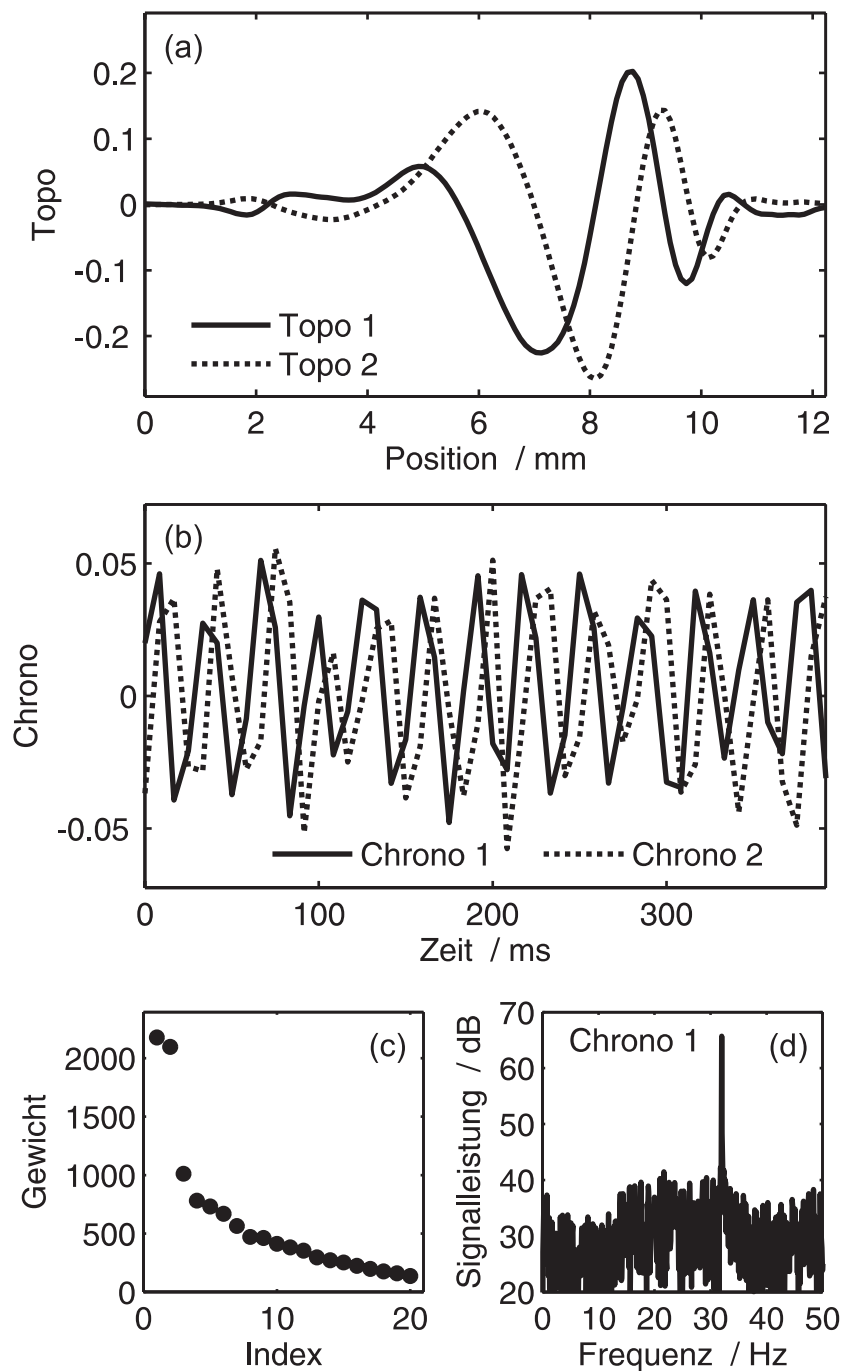 (a)
Topo
0.2
0.1
0
-0.1
-0.2
Topo 1
Topo 2
0 2 4 6 8 10 12
Position / mm
(b)
Chrono
0.05
0
-0.05
Chrono 1 Chrono 2
0 100 200 300
Zeit / ms
(c)
Gewicht
2000
1500
1000
500
0
0 10 20
Index
Chrono 1 (d)
Signalleistung / dB
70
60
50
40
30
20
0 10 20 30 40 50
Frequenz / Hz